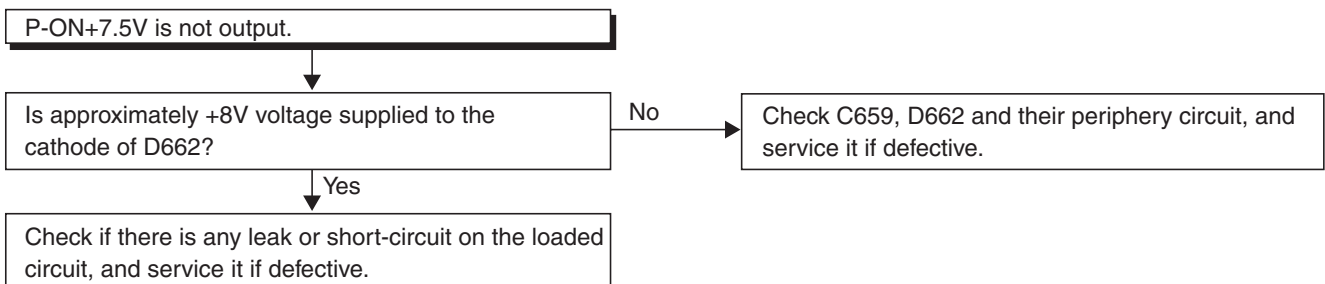 P-ON+7.5V is not output.
Is approximately +8V voltage supplied to the
cathode of D662?
No
Check C659, D662 and their periphery circuit, and
service it if defective.
Yes
Check if there is any leak or short-circuit on the loaded
circuit, and service it if defective.